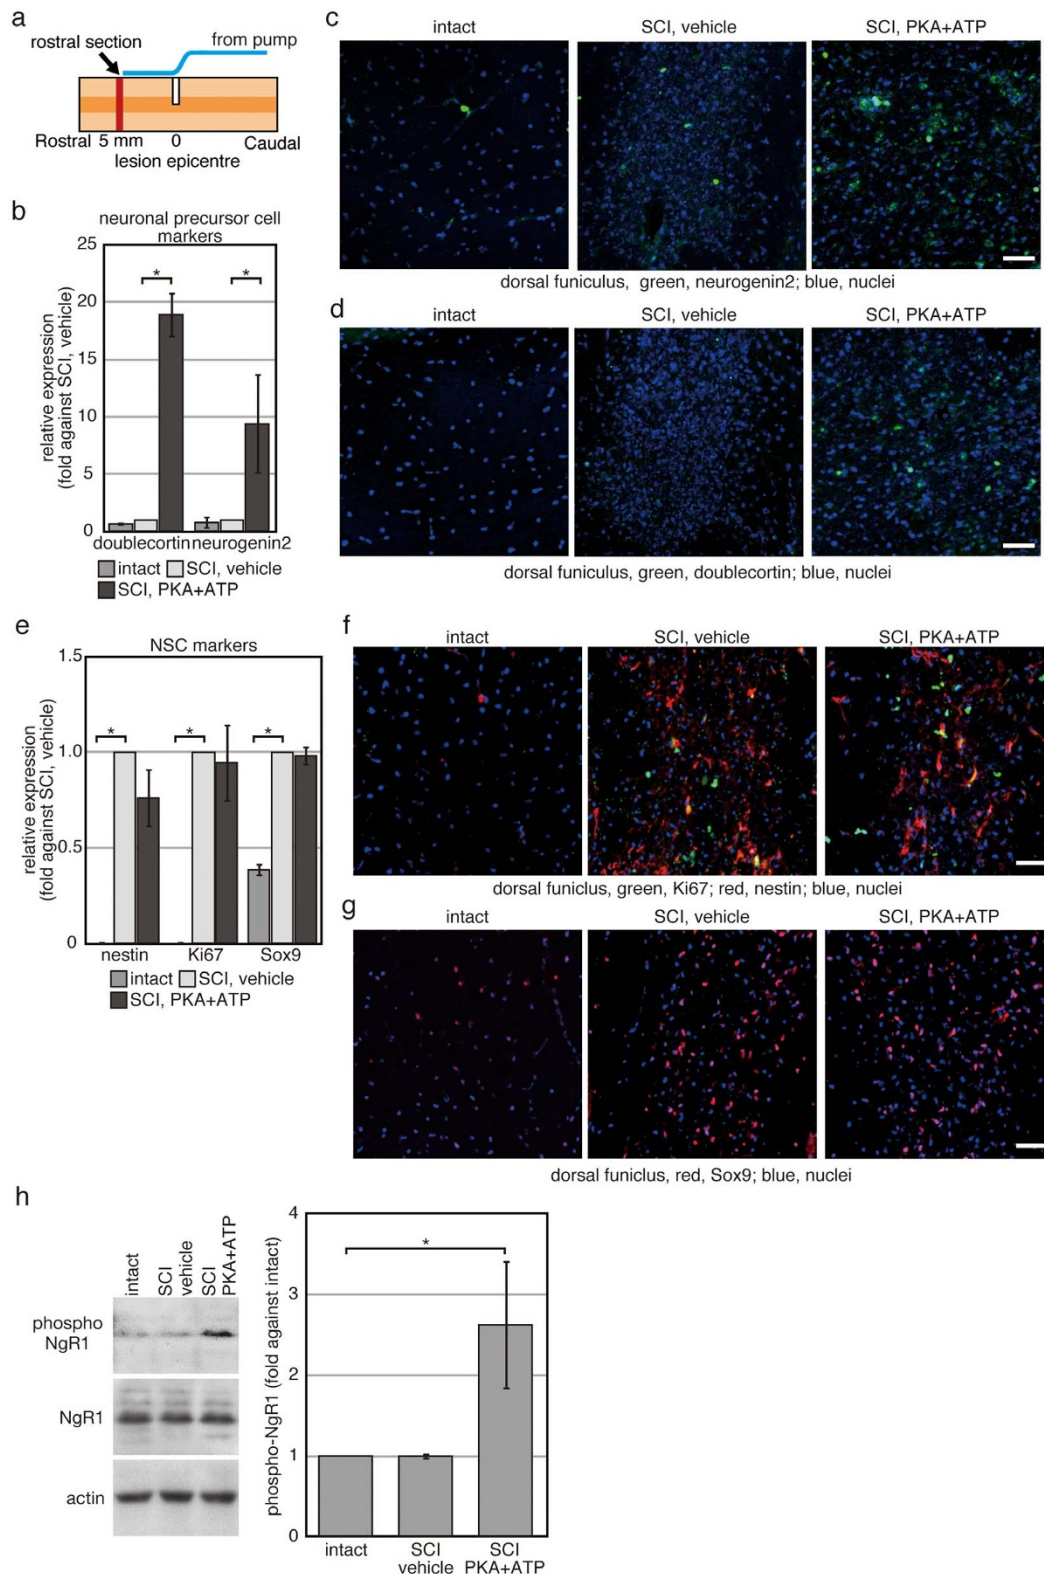 a
rostral section
from pump
Rostral 5 mm 0 Caudal
lesion epicentre
b
neuronal precursor cell
markers
relative expression
(fold against SCI, vehicle)
25
20
15
10
5
0
*
*
doublecortin neurogenin2
intact SCI, vehicle
SCI, PKA+ATP
c
intact SCI, vehicle SCI, PKA+ATP
dorsal funiculus, green, neurogenin2; blue, nuclei
d
intact SCI, vehicle SCI, PKA+ATP
dorsal funiculus, green, doublecortin; blue, nuclei
e
NSC markers
relative expression
(fold against SCI, vehicle)
1.5
1.0
0.5
0
* * *
nestin Ki67 Sox9
intact SCI, vehicle
SCI, PKA+ATP
f
intact SCI, vehicle SCI, PKA+ATP
dorsal funiclus, green, Ki67; red, nestin; blue, nuclei
g
intact SCI, vehicle SCI, PKA+ATP
dorsal funiclus, red, Sox9; blue, nuclei
h
intact
SCI
vehicle
SCI
PKA+ATP
phospho
NgR1
NgR1
actin
phospho-NgR1 (fold against intact)
4
3
2
1
0
*
intact SCI SCI
vehicle PKA+ATP